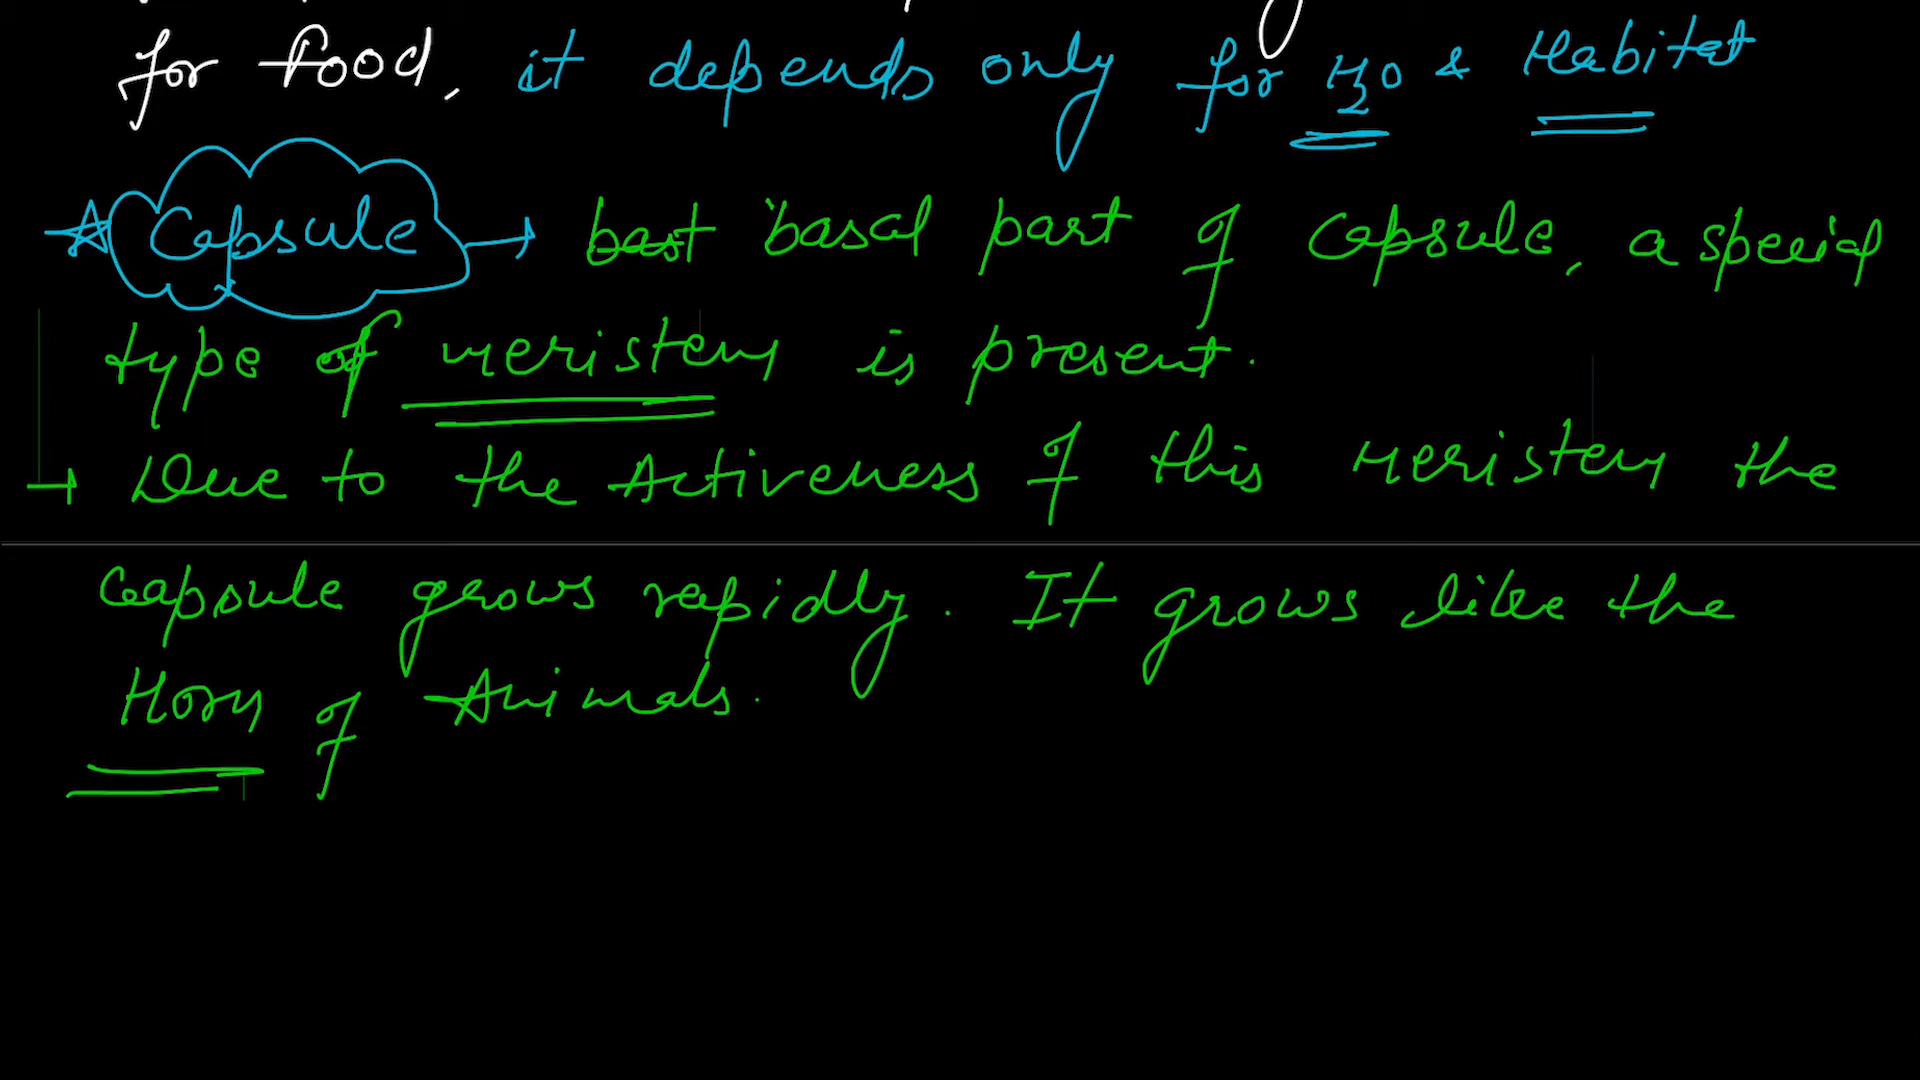 for food, it depends only for H2O & Habitat
Capsule → basal part of capsule, a special
type of meristem is present.
→ Due to the Activeness of this meristem the
capsule grows rapidly. It grows like the
Horn of Animals.